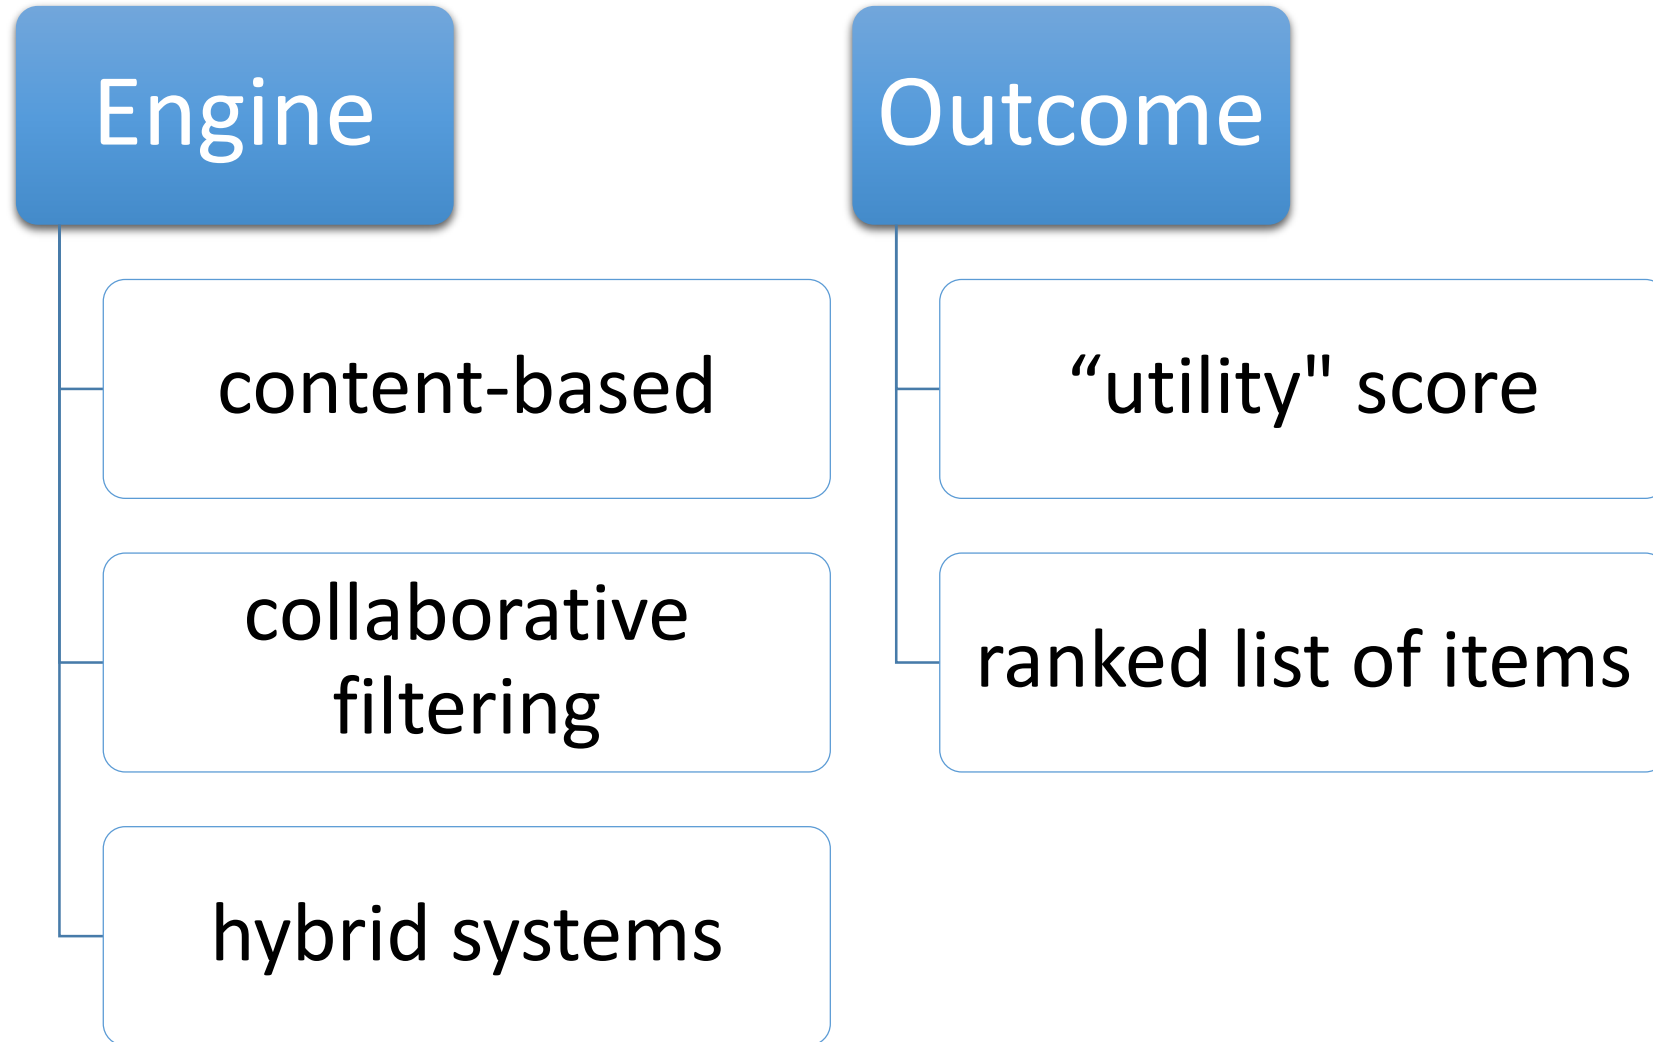 Engine
content-based
collaborative
filtering
hybrid systems
Outcome
“utility" score
ranked list of items